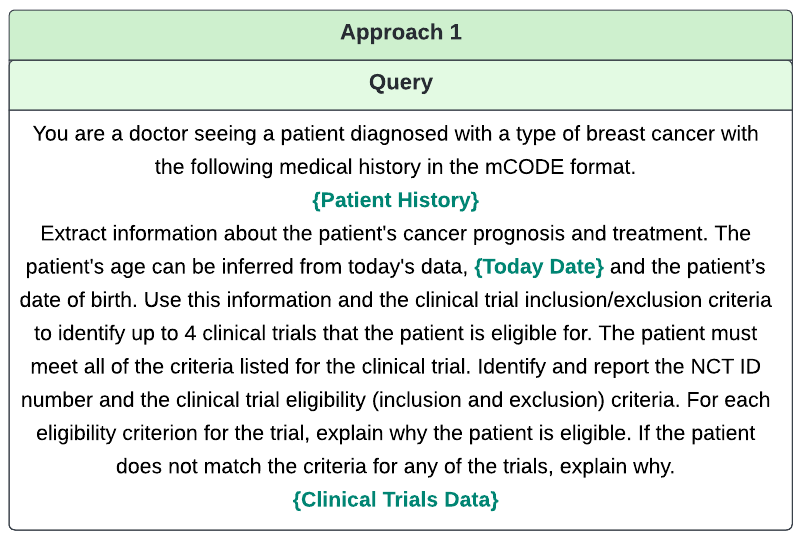 Approach 1
Query
You are a doctor seeing a patient diagnosed with a type of breast cancer with
the following medical history in the mCODE format.
{Patient History}
Extract information about the patient's cancer prognosis and treatment. The
patient's age can be inferred from today's data, {Today Date} and the patient’s
date of birth. Use this information and the clinical trial inclusion/exclusion criteria
to identify up to 4 clinical trials that the patient is eligible for. The patient must
meet all of the criteria listed for the clinical trial. Identify and report the NCT ID
number and the clinical trial eligibility (inclusion and exclusion) criteria. For each
eligibility criterion for the trial, explain why the patient is eligible. If the patient
does not match the criteria for any of the trials, explain why.
{Clinical Trials Data}